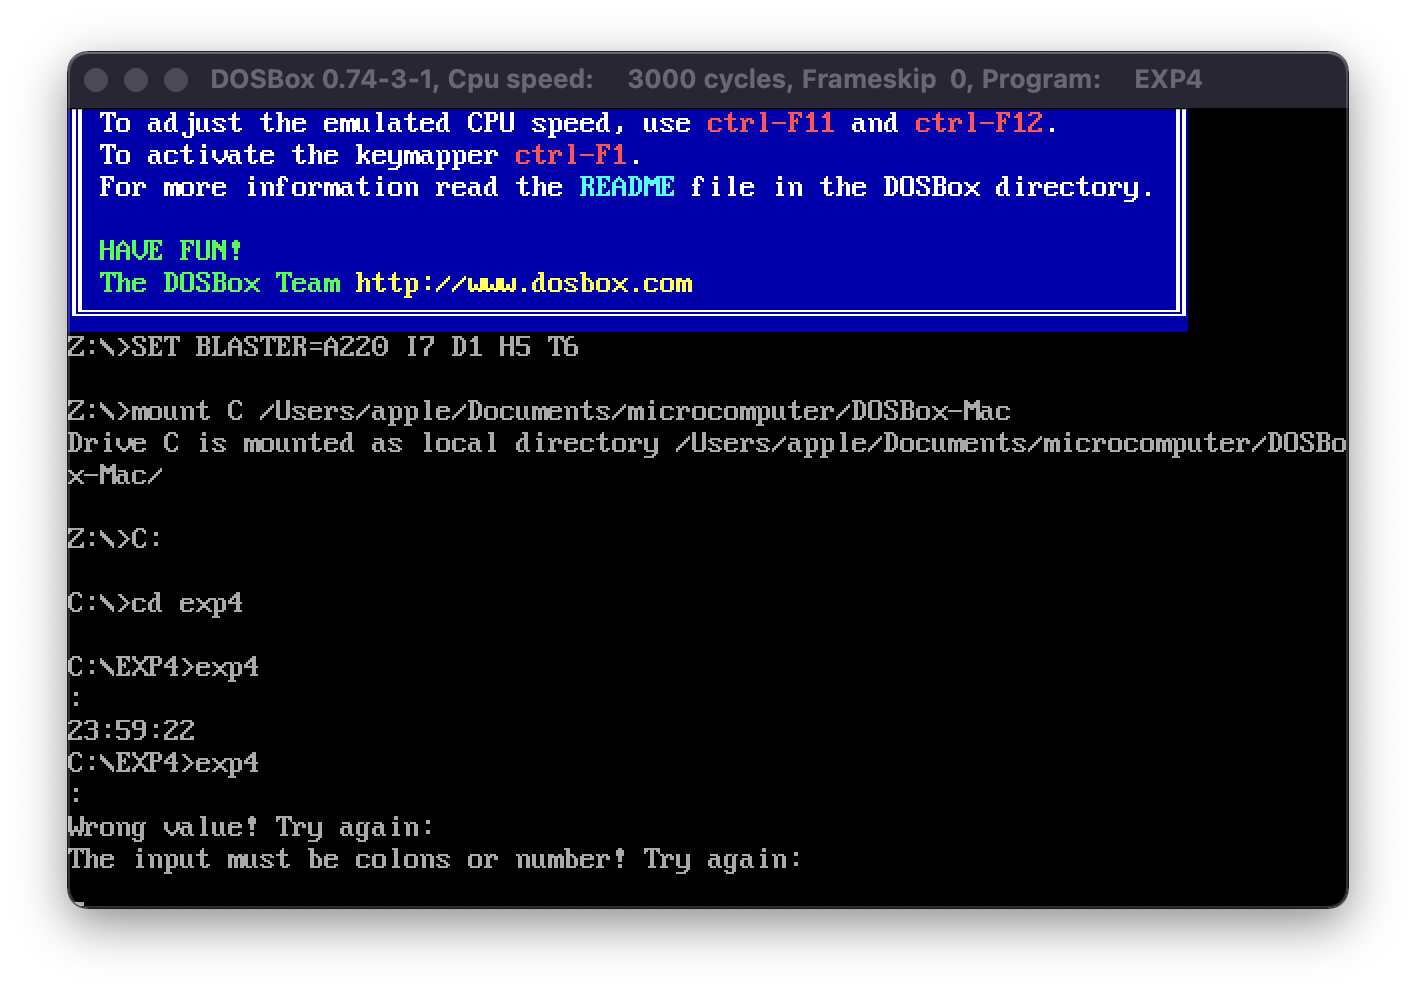 DOSBox 0.74-3-1, Cpu speed:    3000 cycles, Frameskip  0, Program:    EXP4
To adjust the emulated CPU speed, use ctrl-F11 and ctrl-F12.
To activate the keymapper ctrl-F1.
For more information read the README file in the DOSBox directory.
HAVE FUN!
The DOSBox Team http://www.dosbox.com
Z:\>SET BLASTER=A220 I7 D1 H5 T6
Z:\>mount C /Users/apple/Documents/microcomputer/DOSBox-Mac
Drive C is mounted as local directory /Users/apple/Documents/microcomputer/DOSBo
x-Mac/
Z:\>C:
C:\>cd exp4
C:\EXP4>exp4
:
23:59:22
C:\EXP4>exp4
:
Wrong value! Try again:
The input must be colons or number! Try again: